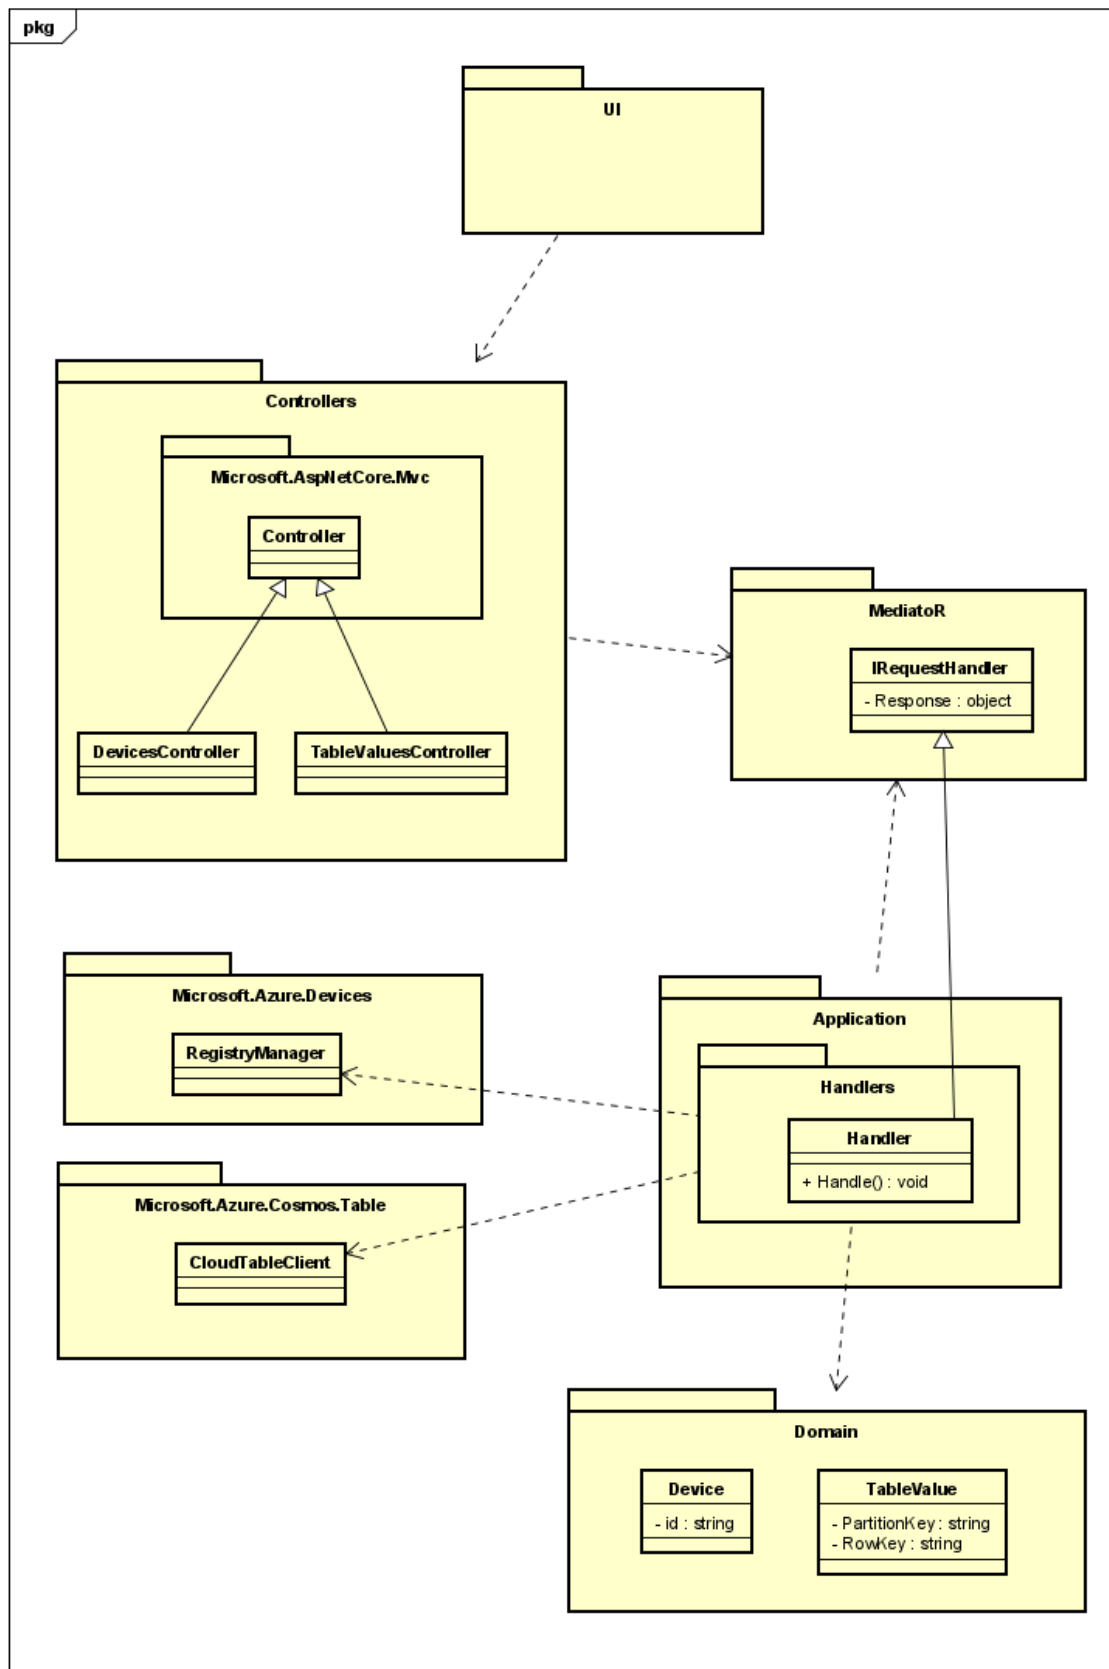 pkg
UI
Controllers
Microsoft.AspNetCore.Mvc
Controller
DevicesController
TableValuesController
MediatoR
IRequestHandler
- Response : object
Microsoft.Azure.Devices
RegistryManager
Application
Handlers
Handler
+ Handle() : void
Microsoft.Azure.Cosmos.Table
CloudTableClient
Domain
Device
- id : string
TableValue
- PartitionKey : string
- RowKey : string